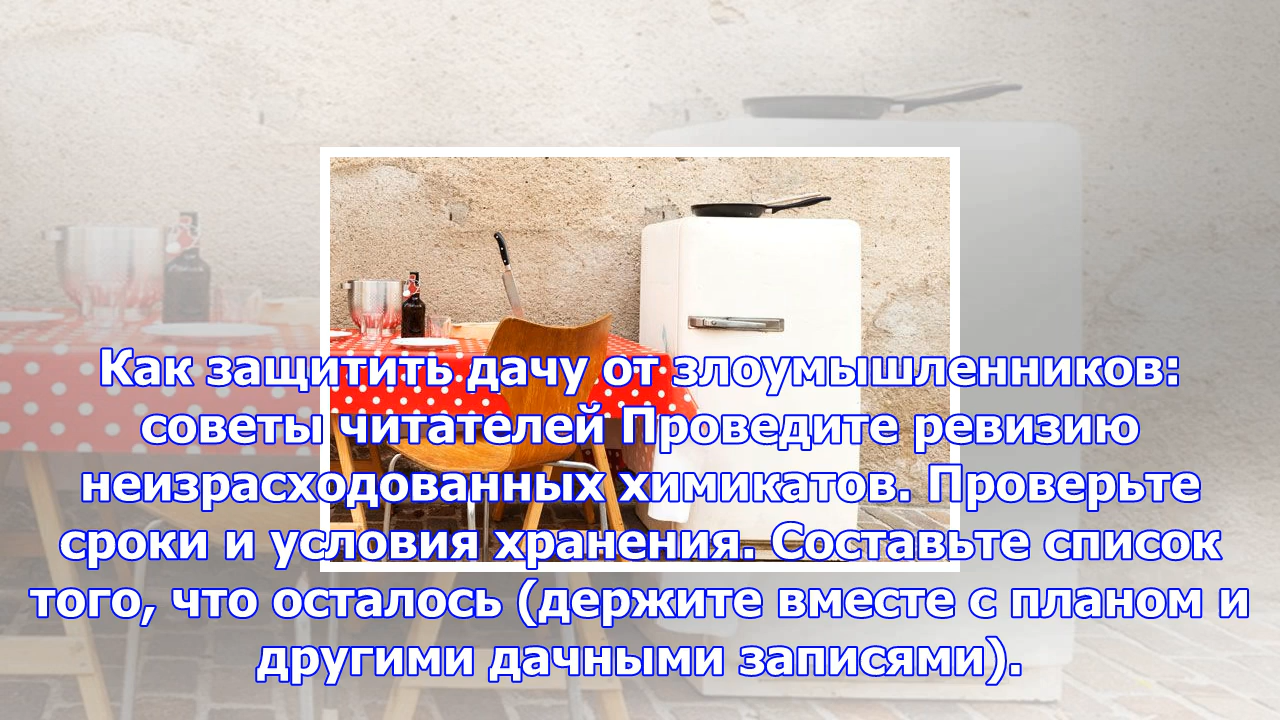 Как защитить дачу от злоумышленников:
советы читателей Проведите ревизию
неизрасходованных химикатов. Проверьте
сроки и условия хранения. Составьте список
того, что осталось (держите вместе с планом и
другими дачными записями).